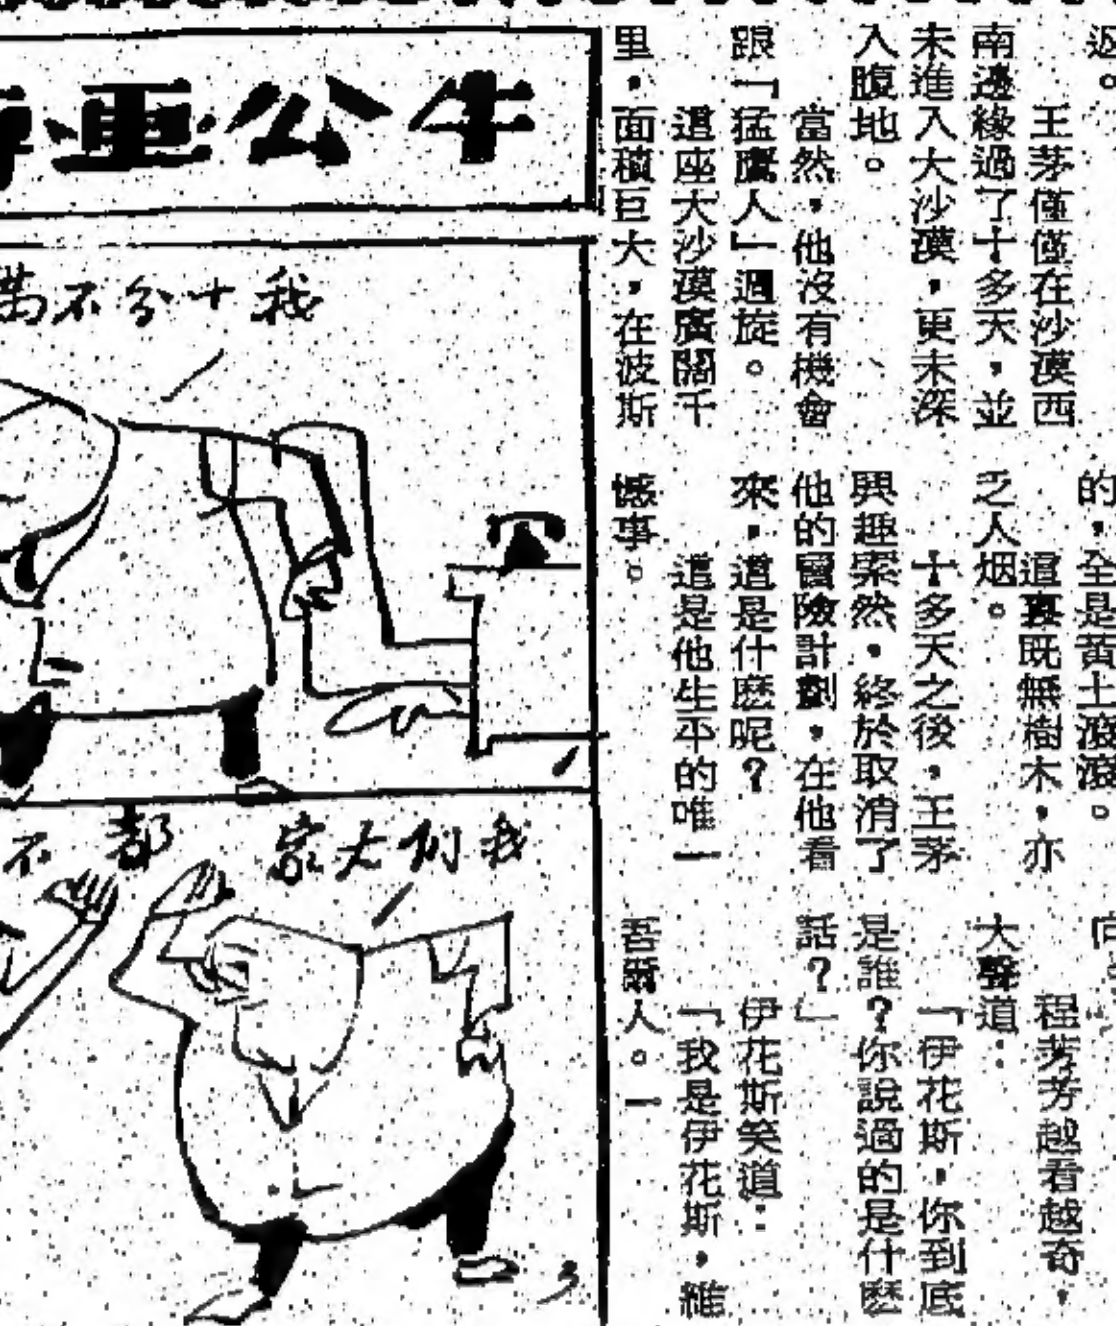 返。
王茅僅僅在沙漠西
南邊緣過了十多天，並
未進入大沙漠，更未深
入腹地。
當然，他沒有機會
跟「猛鷹人」週旋。
這座大沙漠廣闊千
里，面積巨大，在波斯
的，全是黃土滾滾。
這裏既無樹木，亦
乏人烟。
十多天之後，王茅
興趣索然，終於取消了
他的冒險計劃，在他看
來，這是什麽呢？
這是他生平的唯一
憾事。
程芳芳越看越奇，
大聲道：
「伊花斯，你到底
是誰？你說過的是什麽
話？」
伊花斯笑道：
「我是伊花斯，維
吾爾人。」
牛公亞
我十分不滿
我們大家都不